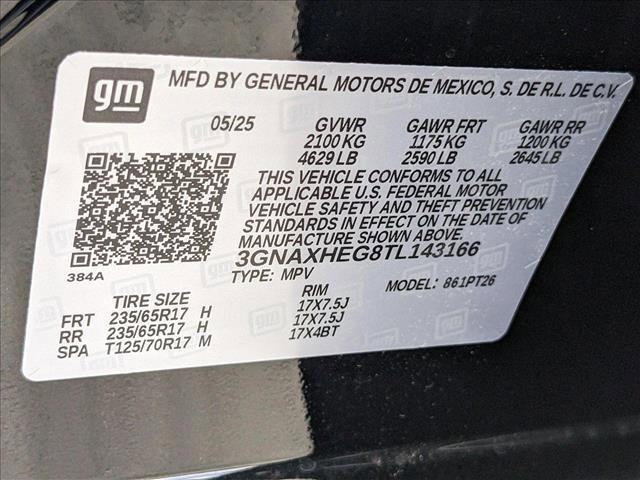 gm
MFD BY GENERAL MOTORS DE MEXICO, S. DE R.L. DE C.V.
05/25 GVWR GAWR FRT GAWR RR
2100 KG 1175 KG 1200 KG
4629 LB 2590 LB 2645 LB
THIS VEHICLE CONFORMS TO ALL
APPLICABLE U.S. FEDERAL MOTOR
VEHICLE SAFETY AND THEFT PREVENTION
STANDARDS IN EFFECT ON THE DATE OF
MANUFACTURE SHOWN ABOVE.
384A
3GNAXHEG8TL143166
TYPE: MPV MODEL: 861PT26
TIRE SIZE RIM
FRT 235/65R17 H 17X7.5J
RR 235/65R17 H 17X7.5J
SPA T125/70R17 M 17X4BT